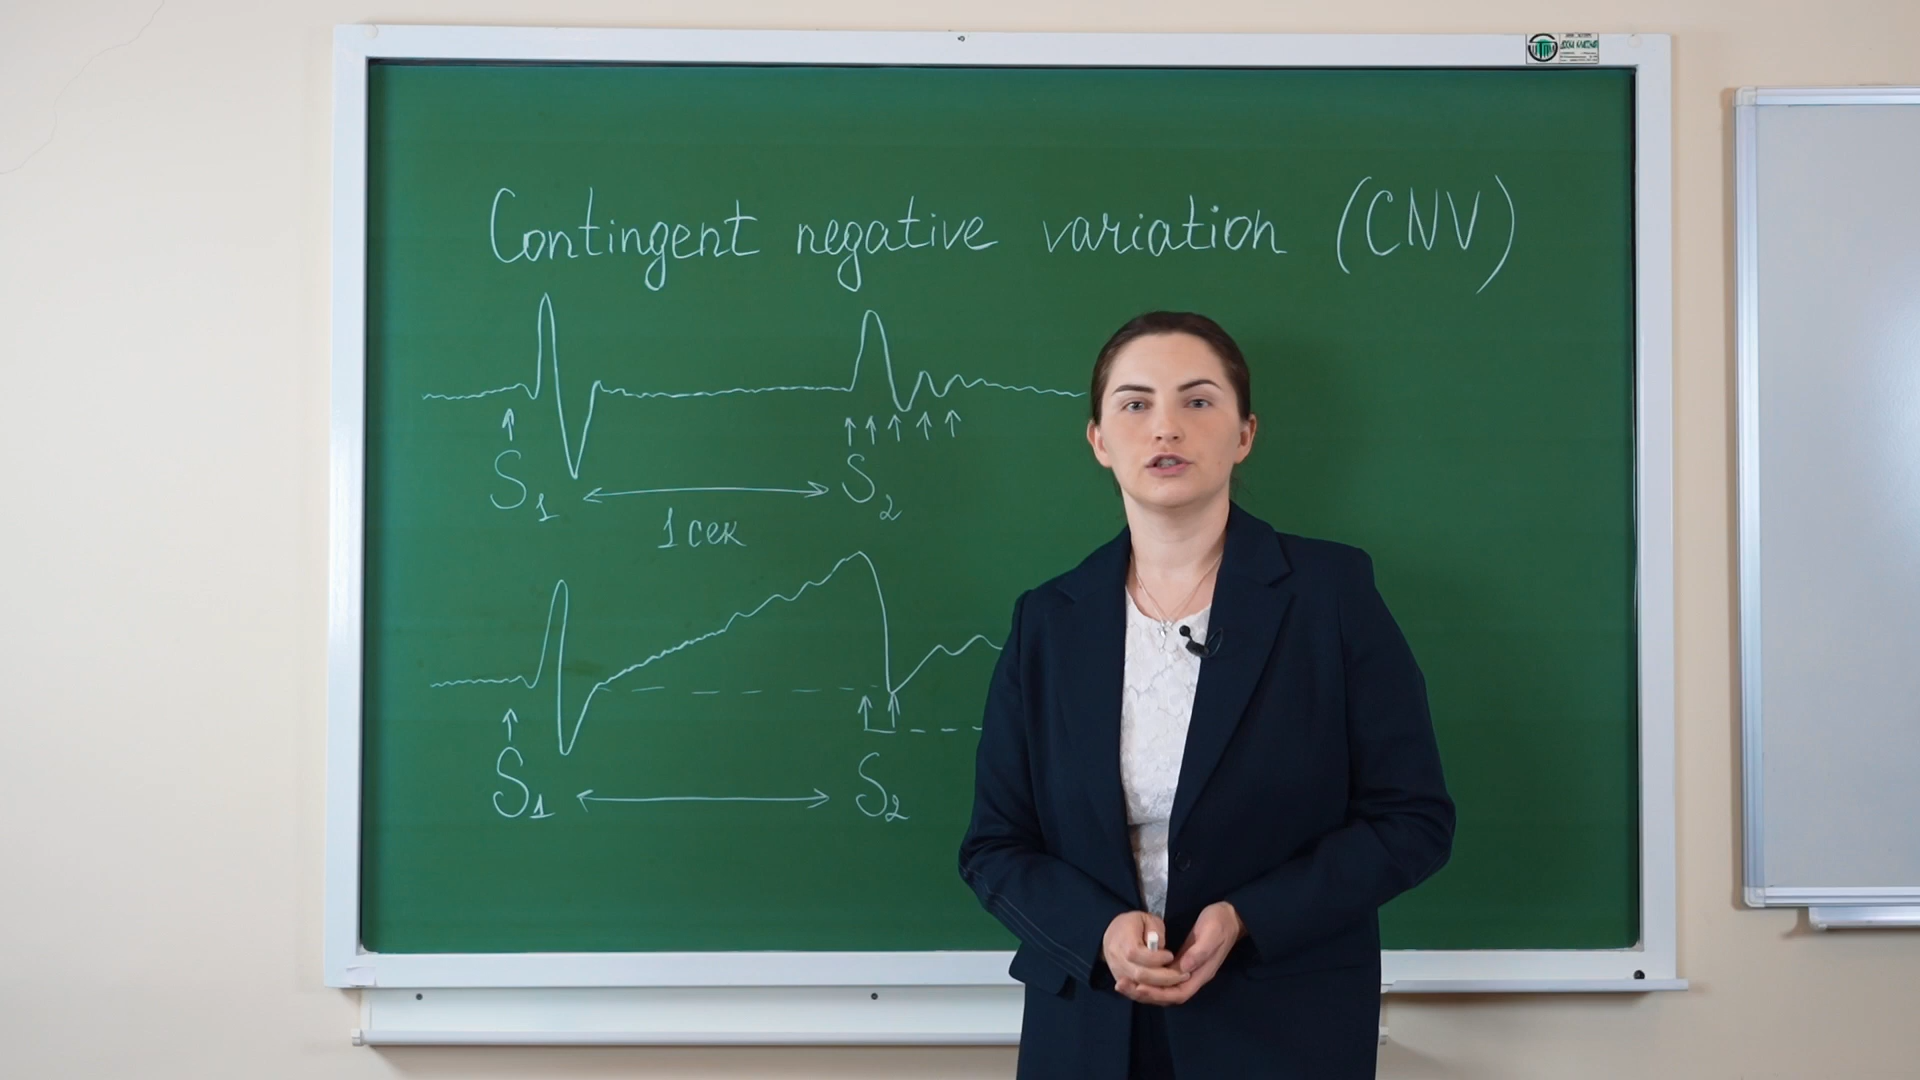 Contingent negative variation (CNV)
S1
S2
1 сек
S1
S2